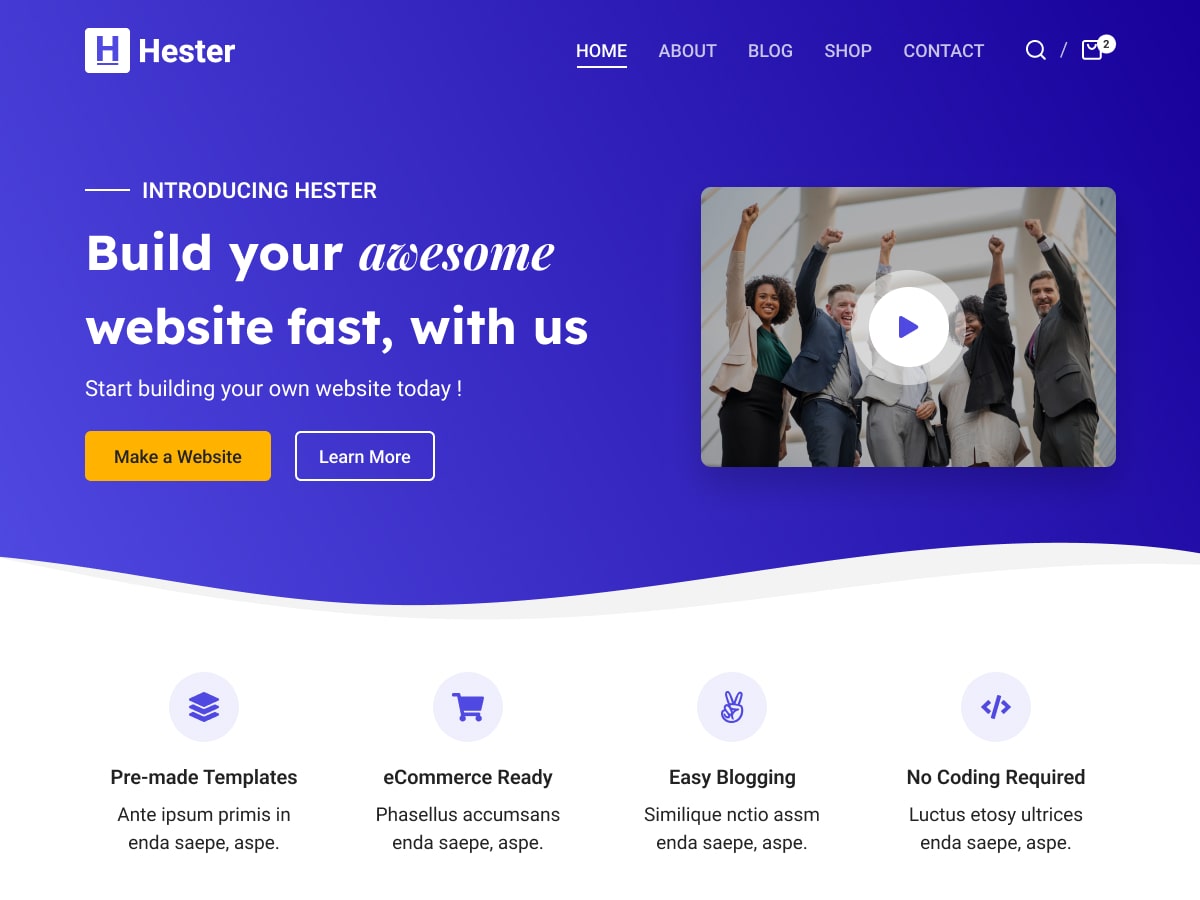 H Hester
HOME ABOUT BLOG SHOP CONTACT / 2
INTRODUCING HESTER
Build your awesome
website fast, with us
Start building your own website today !
Make a Website Learn More
Pre-made Templates
Ante ipsum primis in
enda saepe, aspe.
eCommerce Ready
Phasellus accumsans
enda saepe, aspe.
Easy Blogging
Similique nctio assm
enda saepe, aspe.
No Coding Required
Luctus etosy ultrices
enda saepe, aspe.